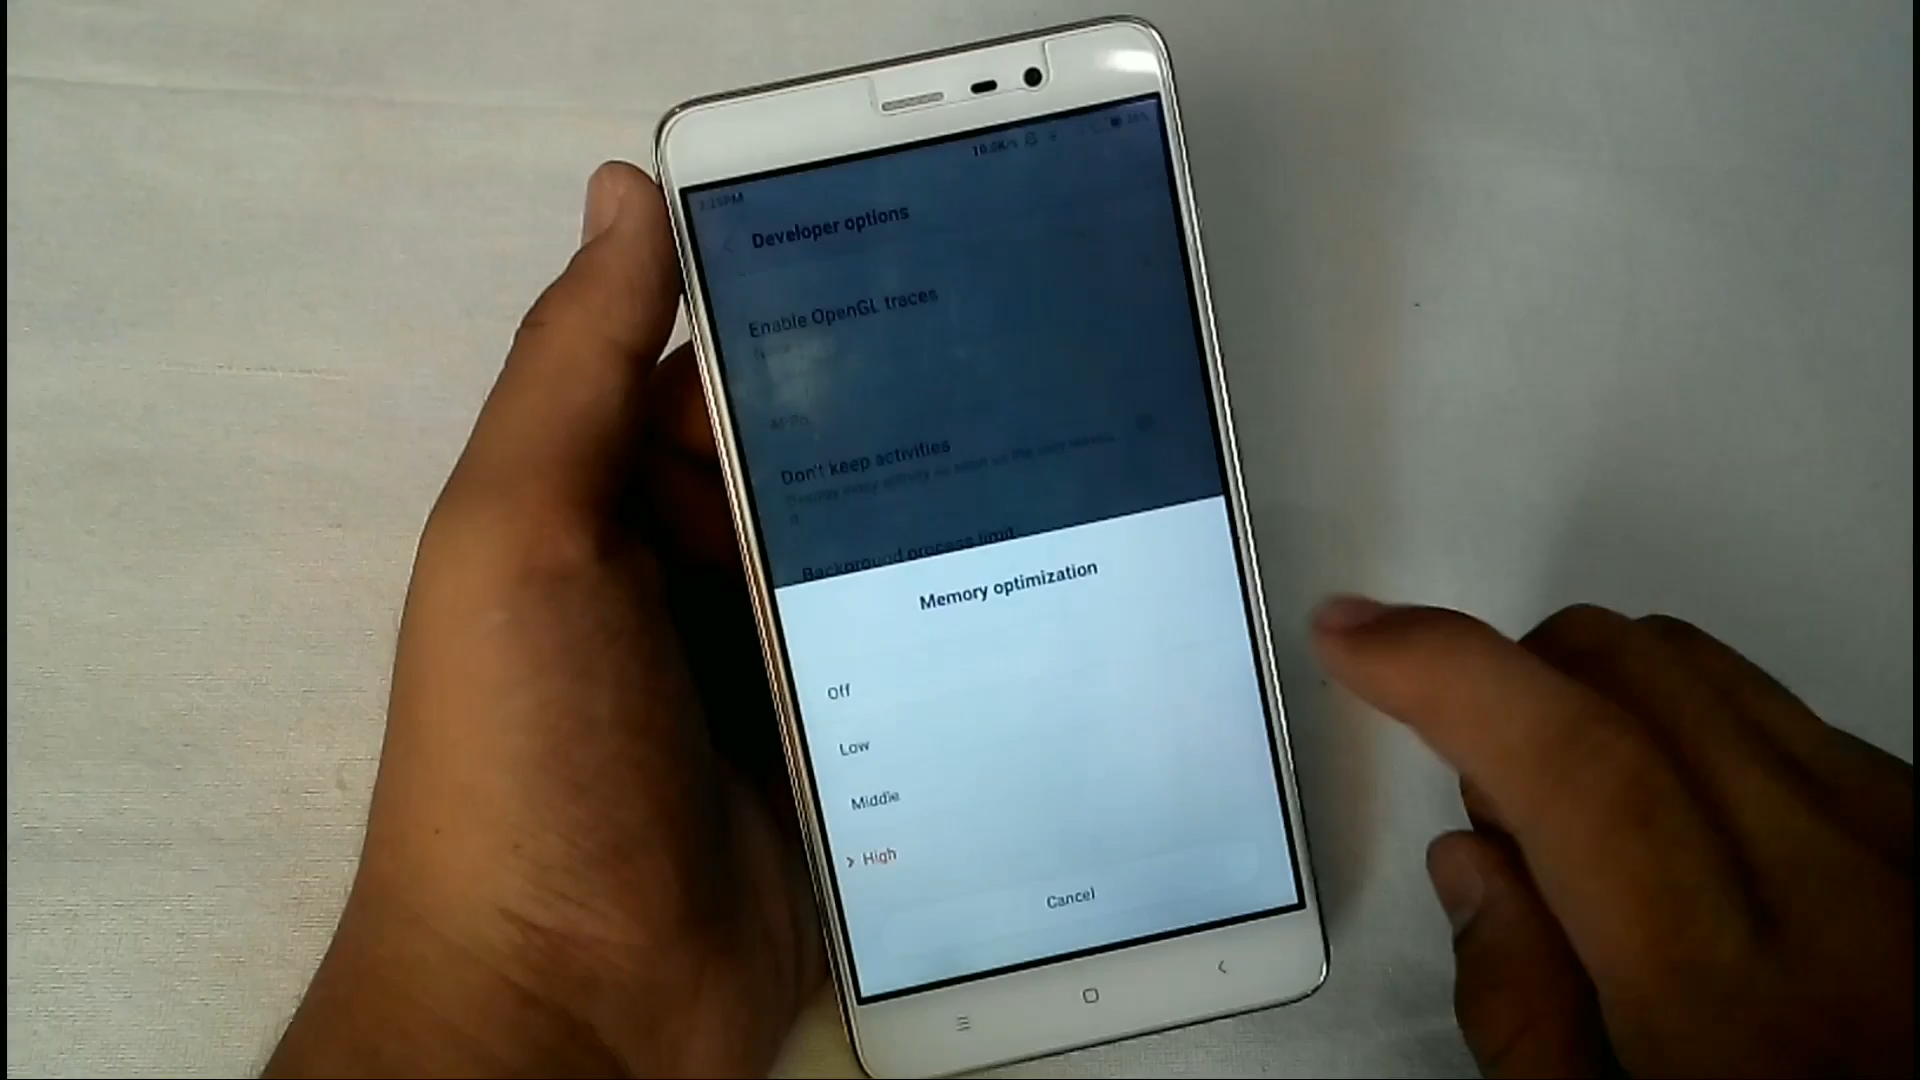 Developer options
Enable OpenGL traces
Don't keep activities
Background process limit
Memory optimization
Off
Low
Middle
High
Cancel